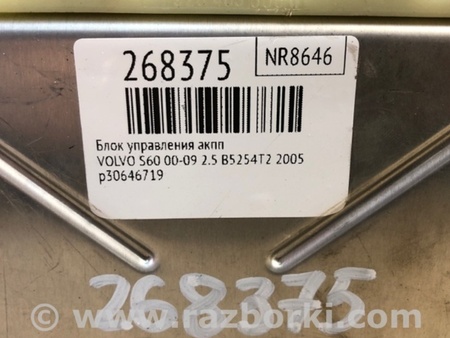 268375
NR8646
Блок управления акпп
VOLVO S60 00-09 2.5 B5254T2 2005
p30646719
268375
© www.razborki.com